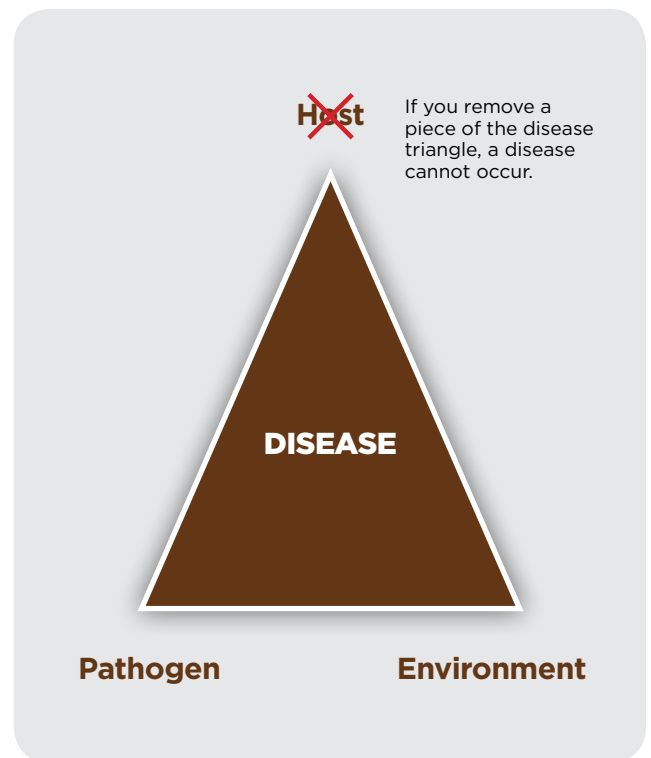 Host
If you remove a
piece of the disease
triangle, a disease
cannot occur.
DISEASE
Pathogen
Environment